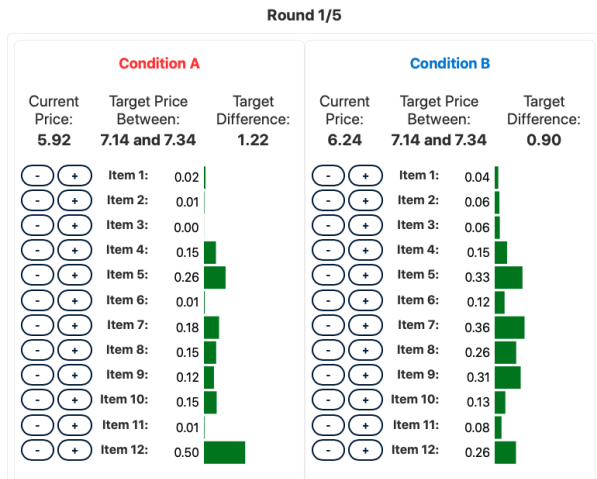 Round 1/5
Condition A
Current Price: Target Price Between: Target Difference:
5.92 7.14 and 7.34 1.22
- + Item 1: 0.02
- + Item 2: 0.01
- + Item 3: 0.00
- + Item 4: 0.15
- + Item 5: 0.26
- + Item 6: 0.01
- + Item 7: 0.18
- + Item 8: 0.15
- + Item 9: 0.12
- + Item 10: 0.15
- + Item 11: 0.01
- + Item 12: 0.50
Condition B
Current Price: Target Price Between: Target Difference:
6.24 7.14 and 7.34 0.90
- + Item 1: 0.04
- + Item 2: 0.06
- + Item 3: 0.06
- + Item 4: 0.15
- + Item 5: 0.33
- + Item 6: 0.12
- + Item 7: 0.36
- + Item 8: 0.26
- + Item 9: 0.31
- + Item 10: 0.13
- + Item 11: 0.08
- + Item 12: 0.26